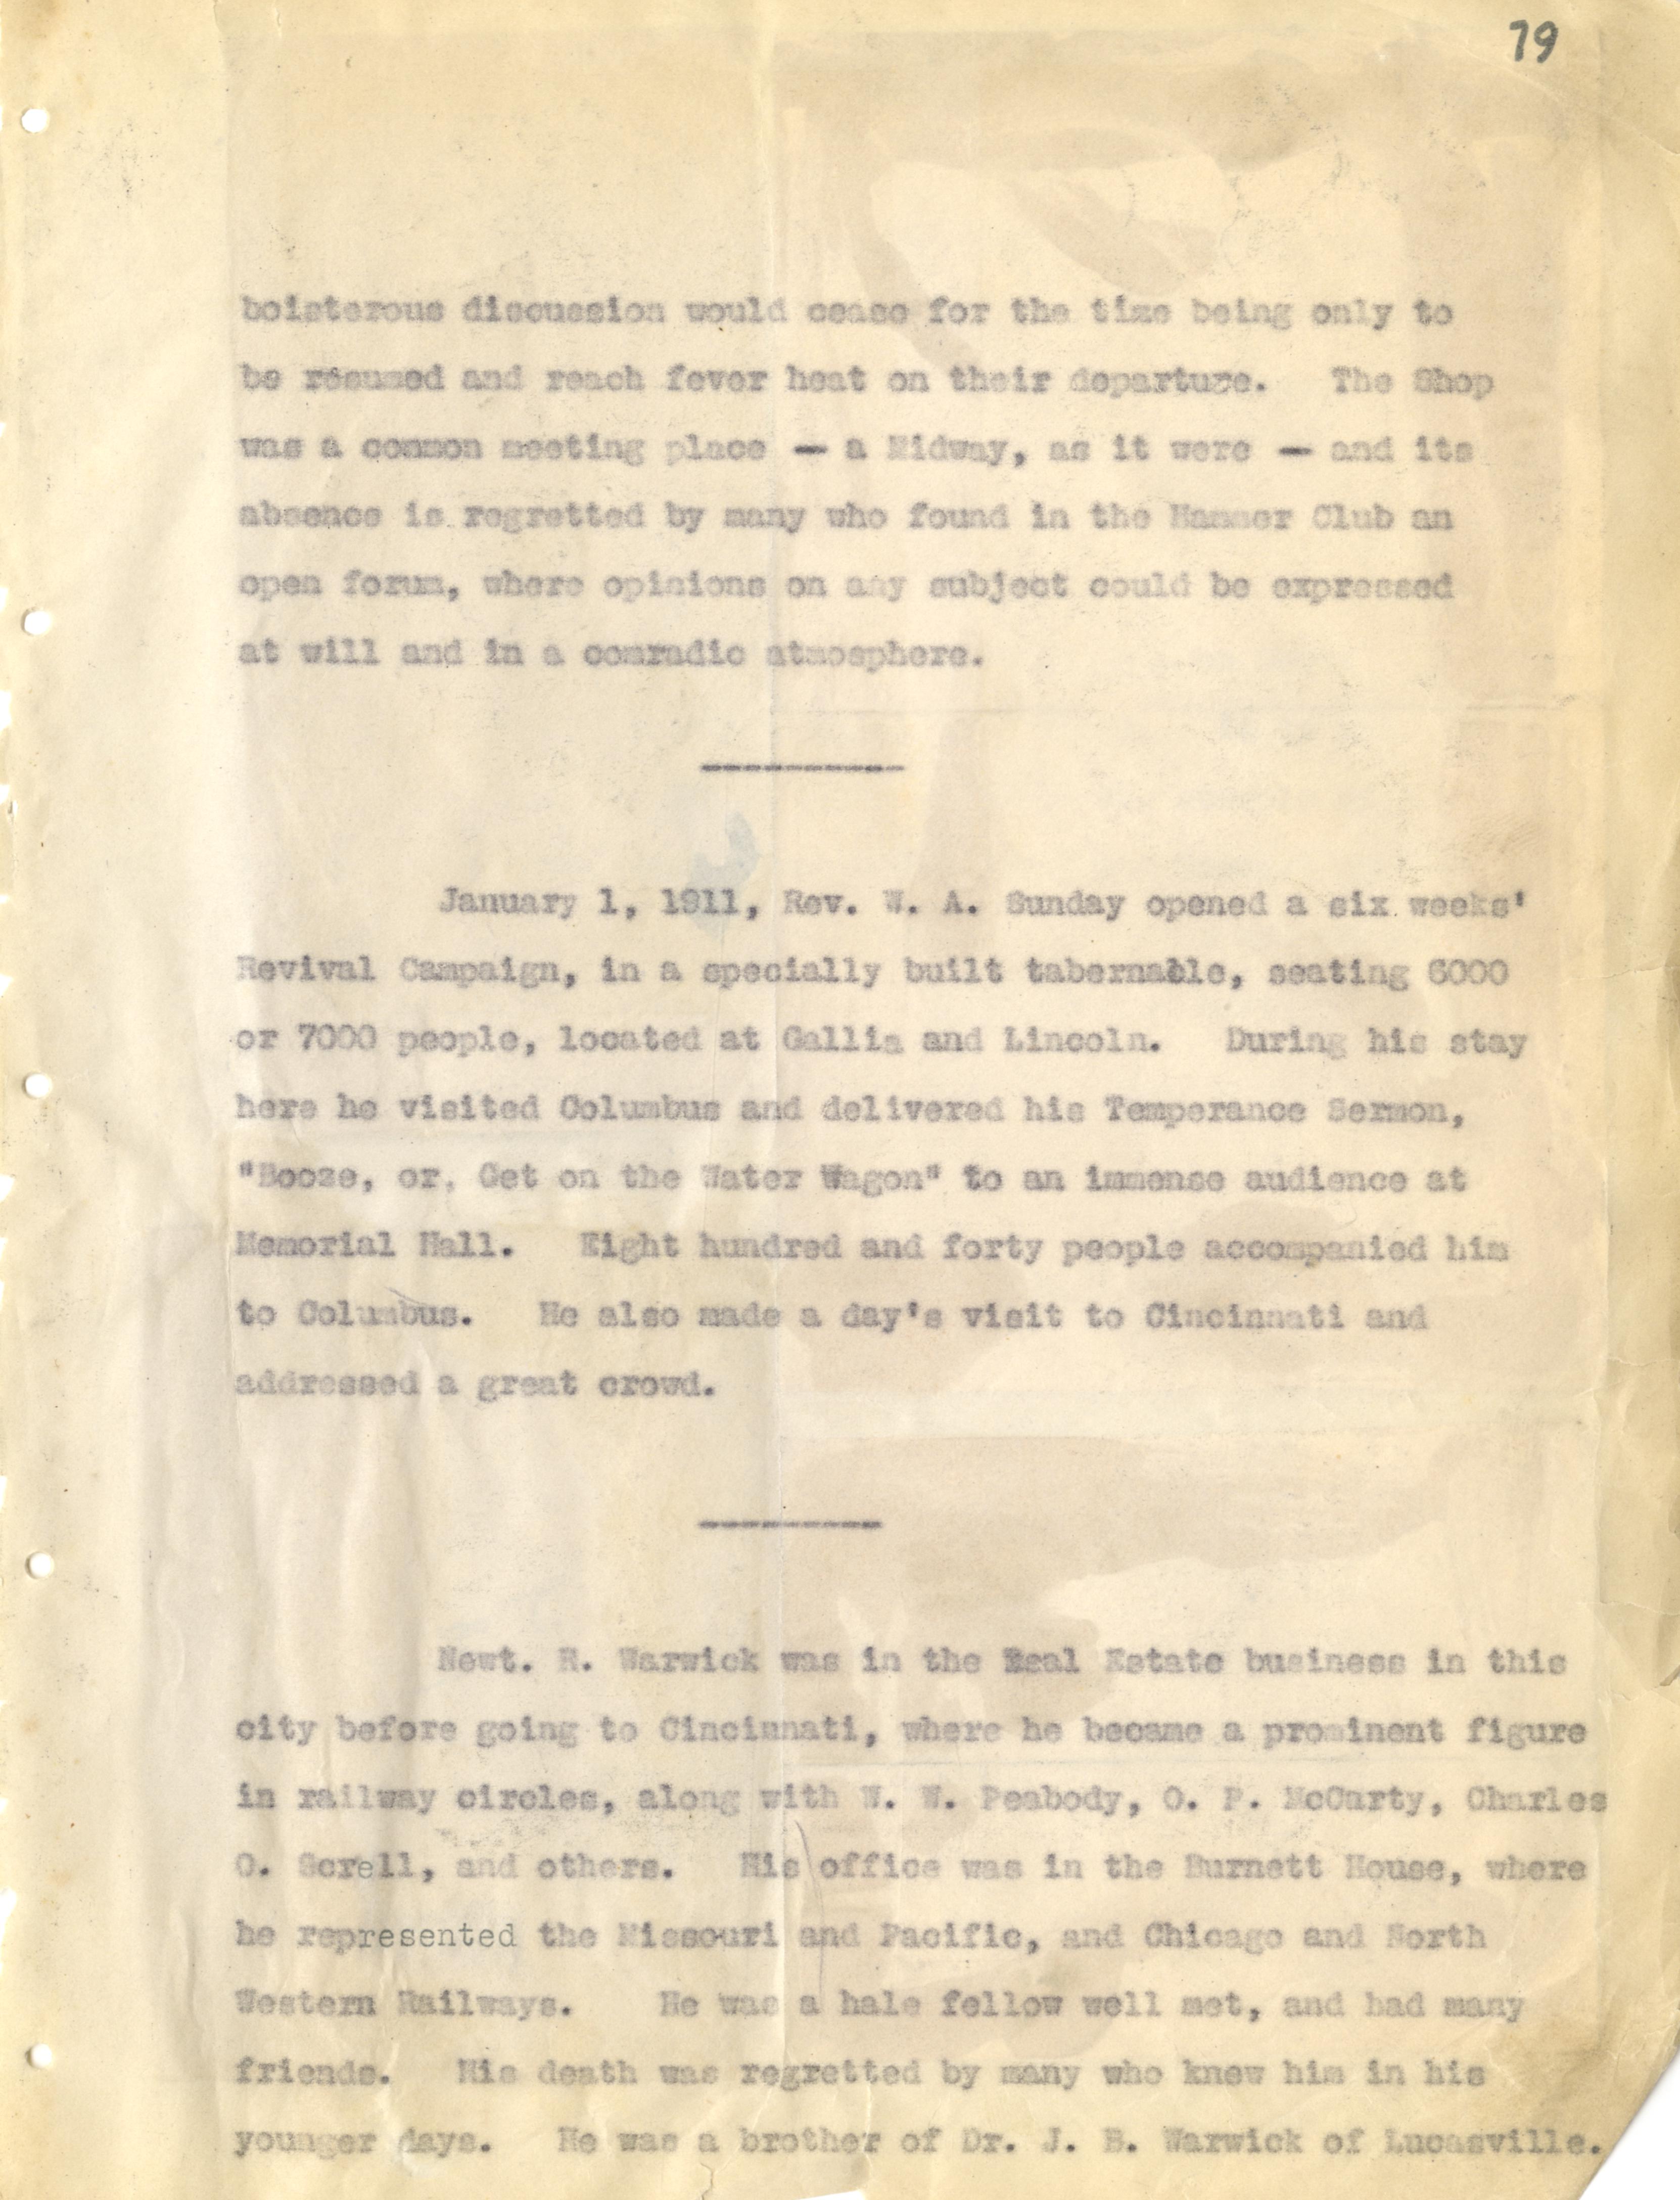 79
boisterous discussion would cease for the time being only to
be resumed and reach fever heat on their departure. The Shop
was a common meeting place — a Midway, as it were — and its
absence is regretted by many who found in the Hammer Club an
open forum, where opinions on any subject could be expressed
at will and in a comradic atmosphere.
January 1, 1911, Rev. W. A. Sunday opened a six weeks'
Revival Campaign, in a specially built tabernable, seating 6000
or 7000 people, located at Gallia and Lincoln. During his stay
here he visited Columbus and delivered his Temperance Sermon,
"Booze, or, Get on the Water Wagon" to an immense audience at
Memorial Hall. Eight hundred and forty people accompanied him
to Columbus. He also made a day's visit to Cincinnati and
addressed a great crowd.
Newt. R. Warwick was in the Real Estate business in this
city before going to Cincinnati, where he became a prominent figure
in railway circles, along with W. W. Peabody, O. P. McCarty, Charles
O. Screll, and others. His office was in the Burnett House, where
he represented the Missouri and Pacific, and Chicago and North
Western Railways. He was a hale fellow well met, and had many
friends. His death was regretted by many who knew him in his
younger days. He was a brother of Dr. J. B. Warwick of Lucasville.